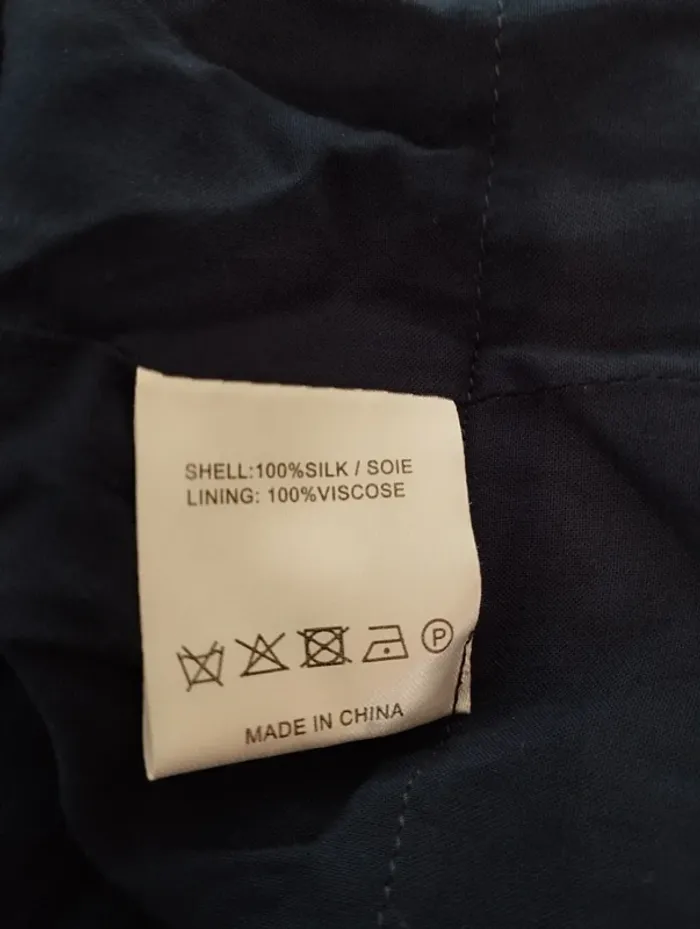 SHELL:100%SILK / SOIE
LINING: 100%VISCOSE
P
MADE IN CHINA